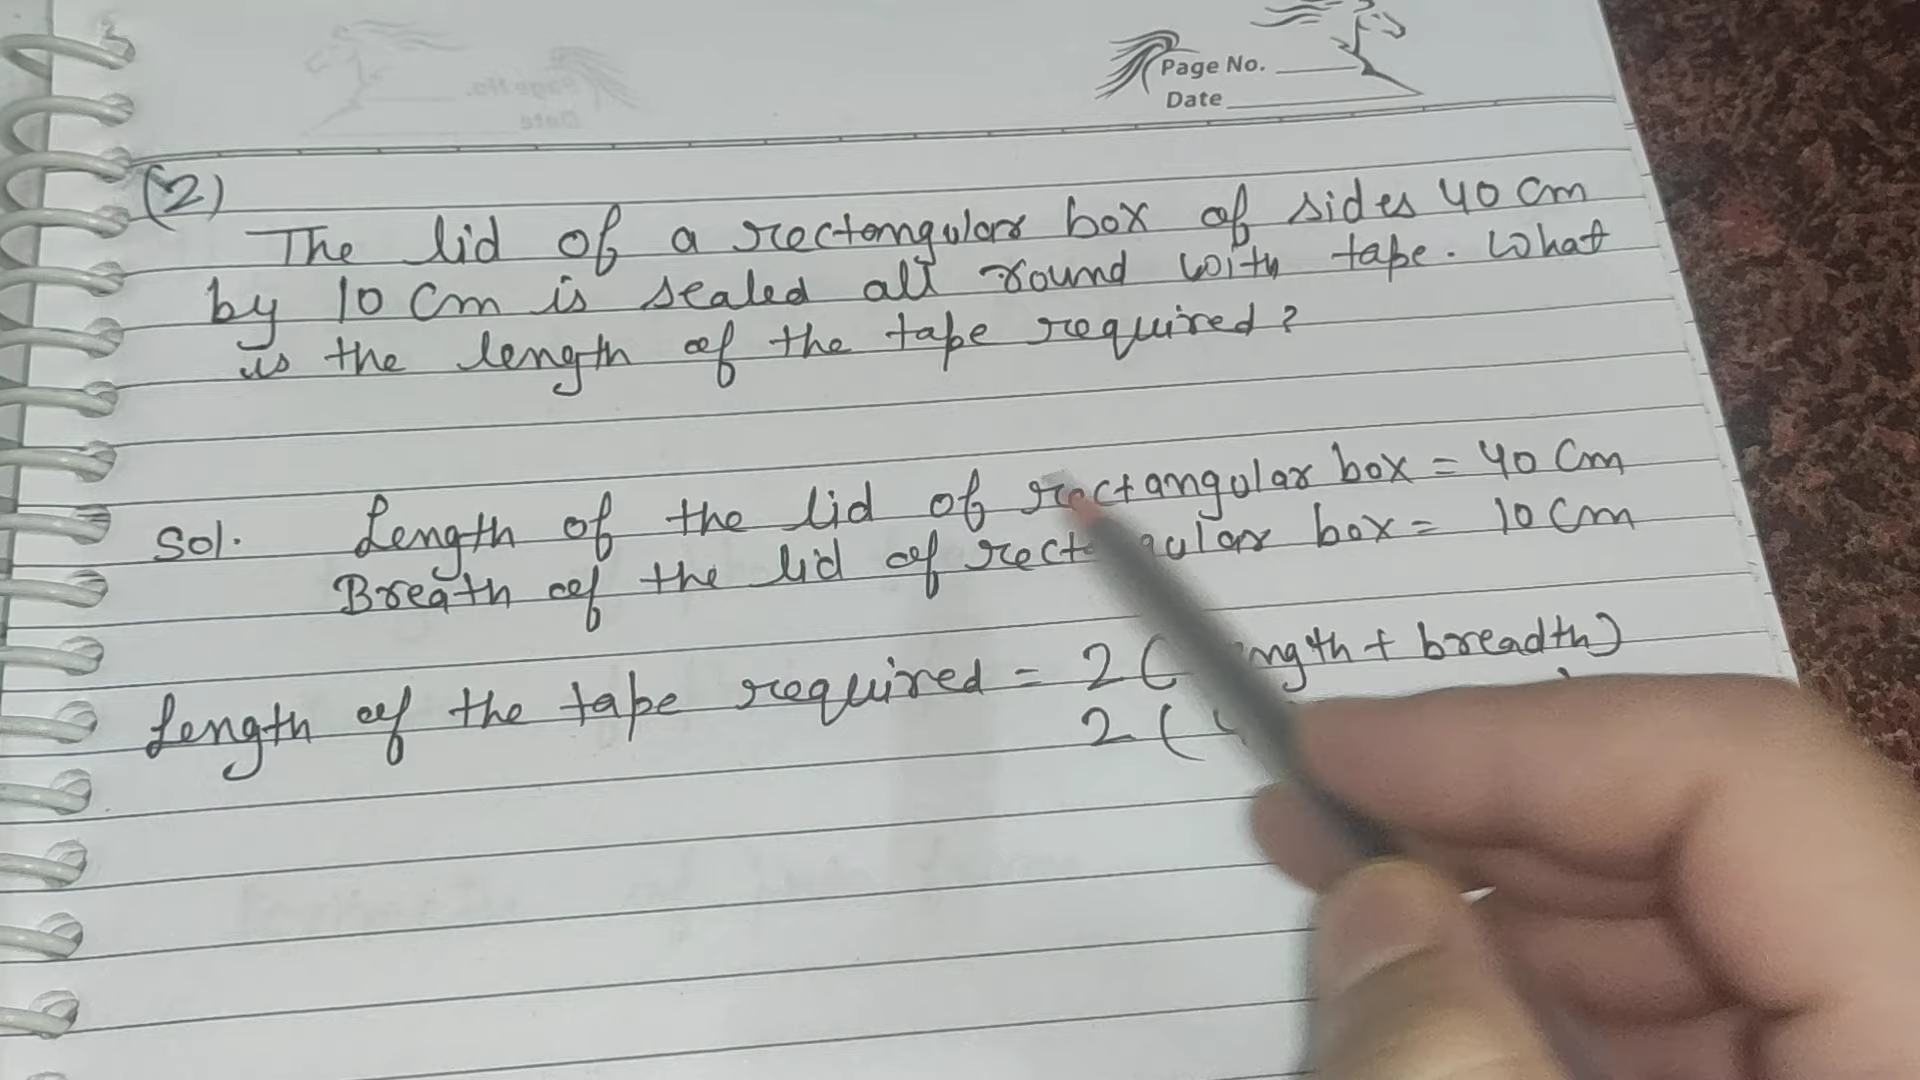 Page No.
Date
(2)
The lid of a rectangular box of sides 40 cm
by 10 cm is sealed all round with tape. What
is the length of the tape required?
Sol. Length of the lid of rectangular box = 40 cm
Breath of the lid of rectangular box = 10 cm
Length of the tape required = 2 ( length + breadth)
2 (